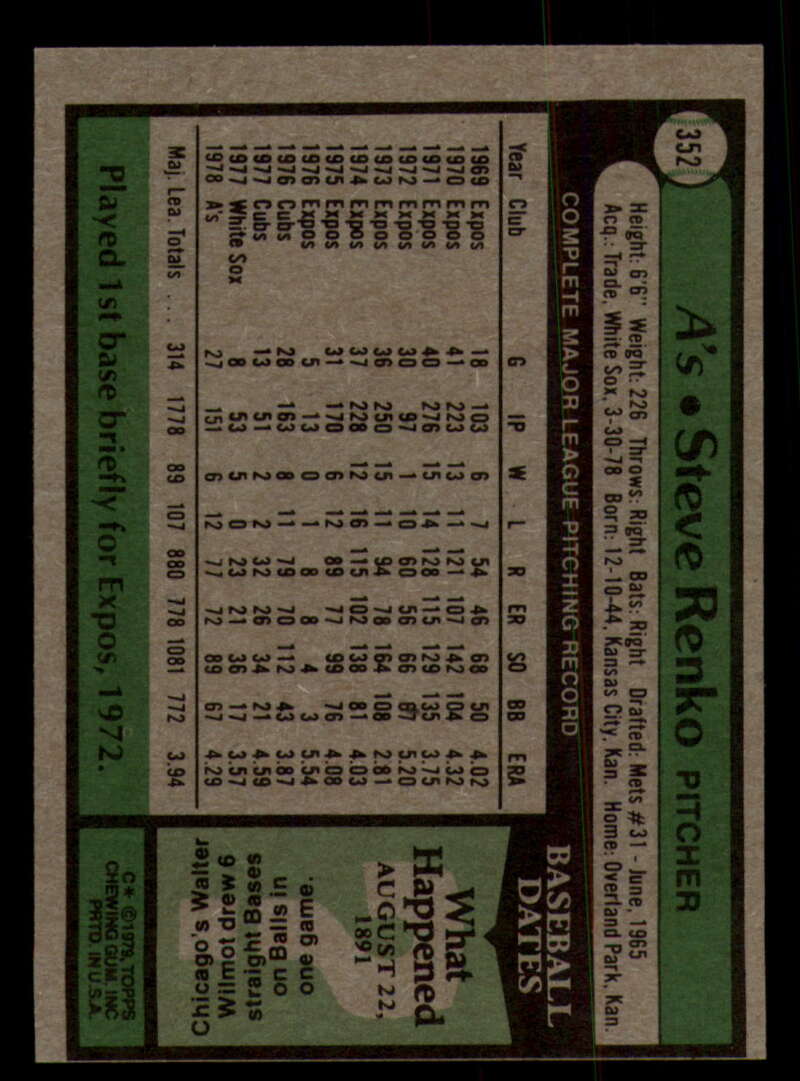 352
A's • Steve Renko PITCHER
Height: 6'6" Weight: 226 Throws: Right Bats: Right Drafted: Mets #31 - June, 1965
Acq.: Trade, White Sox, 3-30-78 Born: 12-10-44, Kansas City, Kan. Home: Overland Park, Kan.
COMPLETE MAJOR LEAGUE PITCHING RECORD
Year Club G IP W L R ER SO BB ERA
1969 Expos 18 103 6 7 54 46 68 50 4.02
1970 Expos 41 223 13 11 121 107 142 104 4.32
1971 Expos 40 276 15 14 128 115 129 135 3.75
1972 Expos 30 97 1 10 60 56 66 67 5.20
1973 Expos 36 250 15 11 94 78 164 108 2.81
1974 Expos 37 228 12 16 115 102 138 81 4.03
1975 Expos 31 170 6 12 89 77 99 76 4.08
1976 Expos 5 13 0 1 8 8 4 3 5.54
1976 Cubs 28 163 8 11 79 70 112 43 3.87
1977 Cubs 13 51 2 2 32 26 34 21 4.59
1977 White Sox 8 53 5 0 23 21 36 17 3.57
1978 A's 27 151 6 12 77 72 89 67 4.29
Maj. Lea. Totals .... 314 1778 89 107 880 778 1081 772 3.94
Played 1st base briefly for Expos, 1972.
BASEBALL
DATES
What
Happened
AUGUST 22,
1891
Chicago's Walter
Wilmot drew 6
straight Bases
on Balls in
one game.
C* ©1979, TOPPS
CHEWING GUM, INC.
PRTD. IN U.S.A.